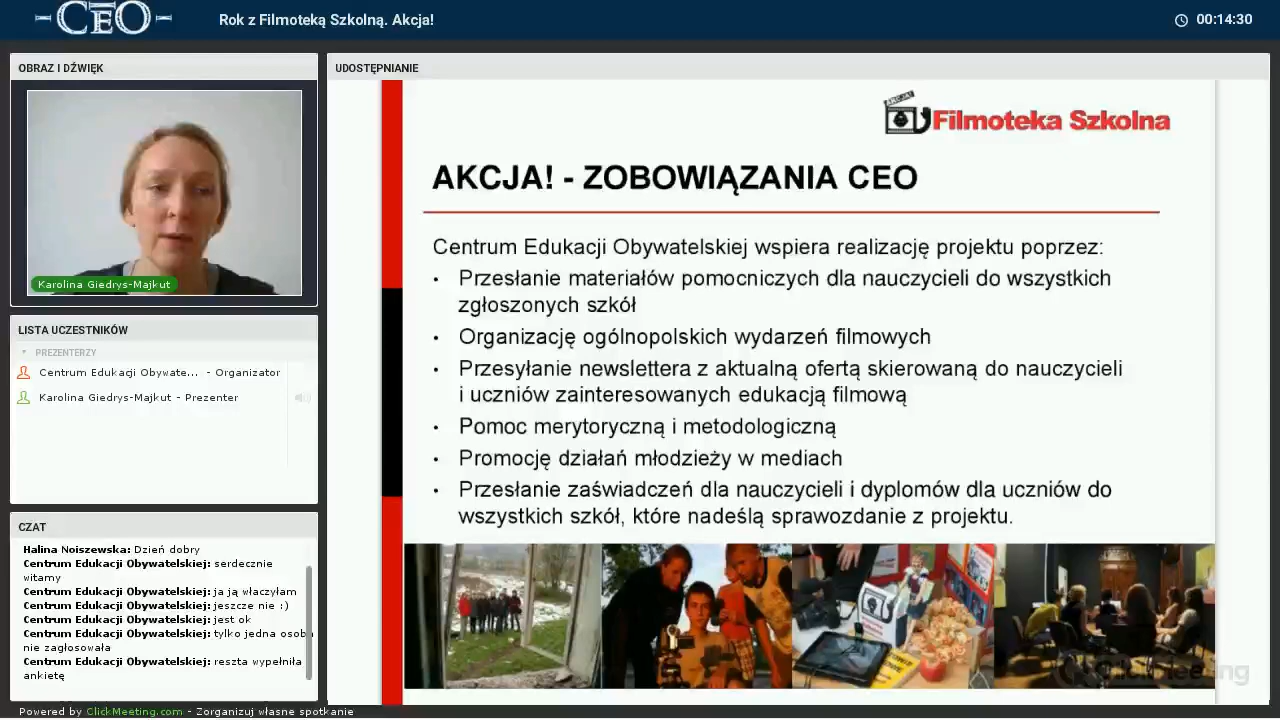 CEO
Rok z Filmoteką Szkolną. Akcja!
00:14:30
OBRAZ I DŹWIĘK
Karolina Giedrys-Majkut
LISTA UCZESTNIKÓW
PREZENTERZY
Centrum Edukacji Obywate... - Organizator
Karolina Giedrys-Majkut - Prezenter
CZAT
Halina Noiszewska: Dzień dobry
Centrum Edukacji Obywatelskiej: serdecznie
witamy
Centrum Edukacji Obywatelskiej: ja ją właczyłam
Centrum Edukacji Obywatelskiej: jeszcze nie :)
Centrum Edukacji Obywatelskiej: jest ok
Centrum Edukacji Obywatelskiej: tylko jedna osoba
nie zagłosowała
Centrum Edukacji Obywatelskiej: reszta wypełniła
ankietę
UDOSTĘPNIANIE
AKCJA!
Filmoteka Szkolna
AKCJA! - ZOBOWIĄZANIA CEO
Centrum Edukacji Obywatelskiej wspiera realizację projektu poprzez:
• Przesłanie materiałów pomocniczych dla nauczycieli do wszystkich
zgłoszonych szkół
• Organizację ogólnopolskich wydarzeń filmowych
• Przesyłanie newslettera z aktualną ofertą skierowaną do nauczycieli
i uczniów zainteresowanych edukacją filmową
• Pomoc merytoryczną i metodologiczną
• Promocję działań młodzieży w mediach
• Przesłanie zaświadczeń dla nauczycieli i dyplomów dla uczniów do
wszystkich szkół, które nadeślą sprawozdanie z projektu.
ClickMeeting
Powered by ClickMeeting.com - Zorganizuj własne spotkanie